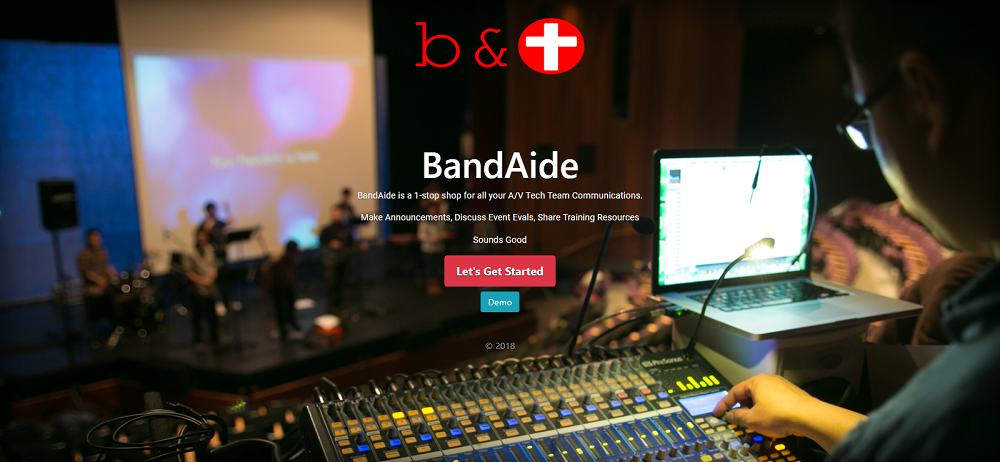 b &
BandAide
BandAide is a 1-stop shop for all your A/V Tech Team Communications.
Make Announcements, Discuss Event Evals, Share Training Resources
Sounds Good
Let's Get Started
Demo
© 2018
PreSonus